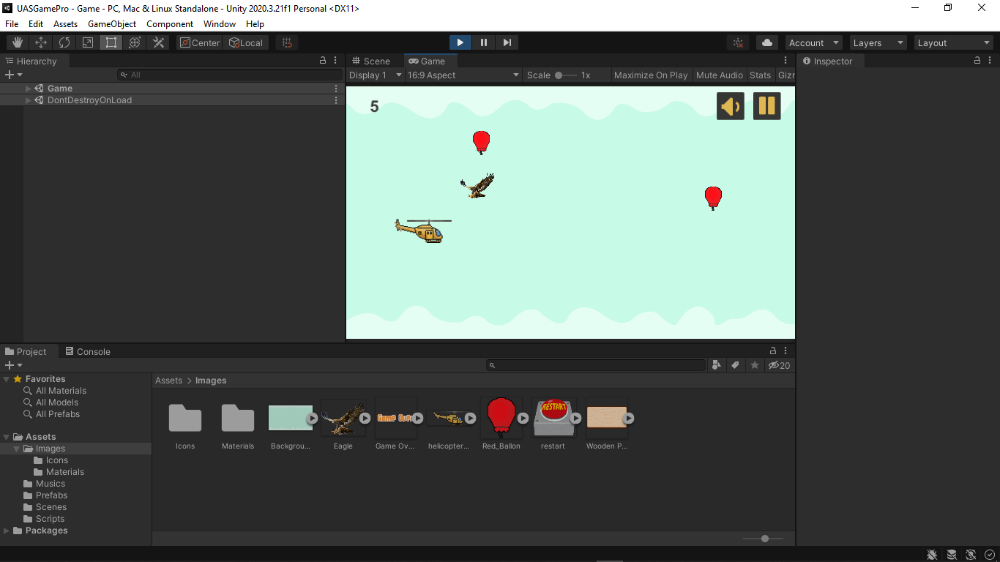 UASGamePro - Game - PC, Mac & Linux Standalone - Unity 2020.3.21f1 Personal <DX11>
File Edit Assets GameObject Component Window Help
Center Local Account Layers Layout
Hierarchy
All
Game
DontDestroyOnLoad
Scene Game
Display 1 16:9 Aspect Scale 1x Maximize On Play Mute Audio Stats Giz
5
Inspector
Project Console
20
Favorites
All Materials
All Models
All Prefabs
Assets
Images
Icons
Materials
Musics
Prefabs
Scenes
Scripts
Packages
Assets > Images
Game Over
RESTART
Icons Materials Backgrou... Eagle Game Ov... helicopter... Red_Ballon restart Wooden P...